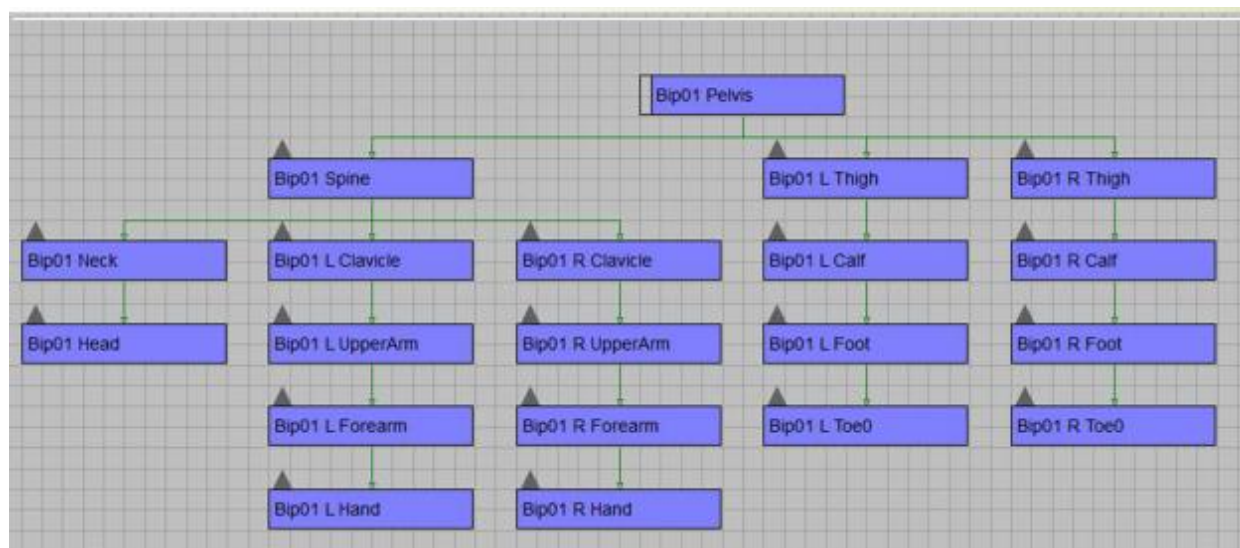 Bip01 Pelvis
Bip01 Spine
Bip01 L Thigh
Bip01 R Thigh
Bip01 Neck
Bip01 L Clavicle
Bip01 R Clavicle
Bip01 L Calf
Bip01 R Calf
Bip01 Head
Bip01 L UpperArm
Bip01 R UpperArm
Bip01 L Foot
Bip01 R Foot
Bip01 L Forearm
Bip01 R Forearm
Bip01 L Toe0
Bip01 R Toe0
Bip01 L Hand
Bip01 R Hand